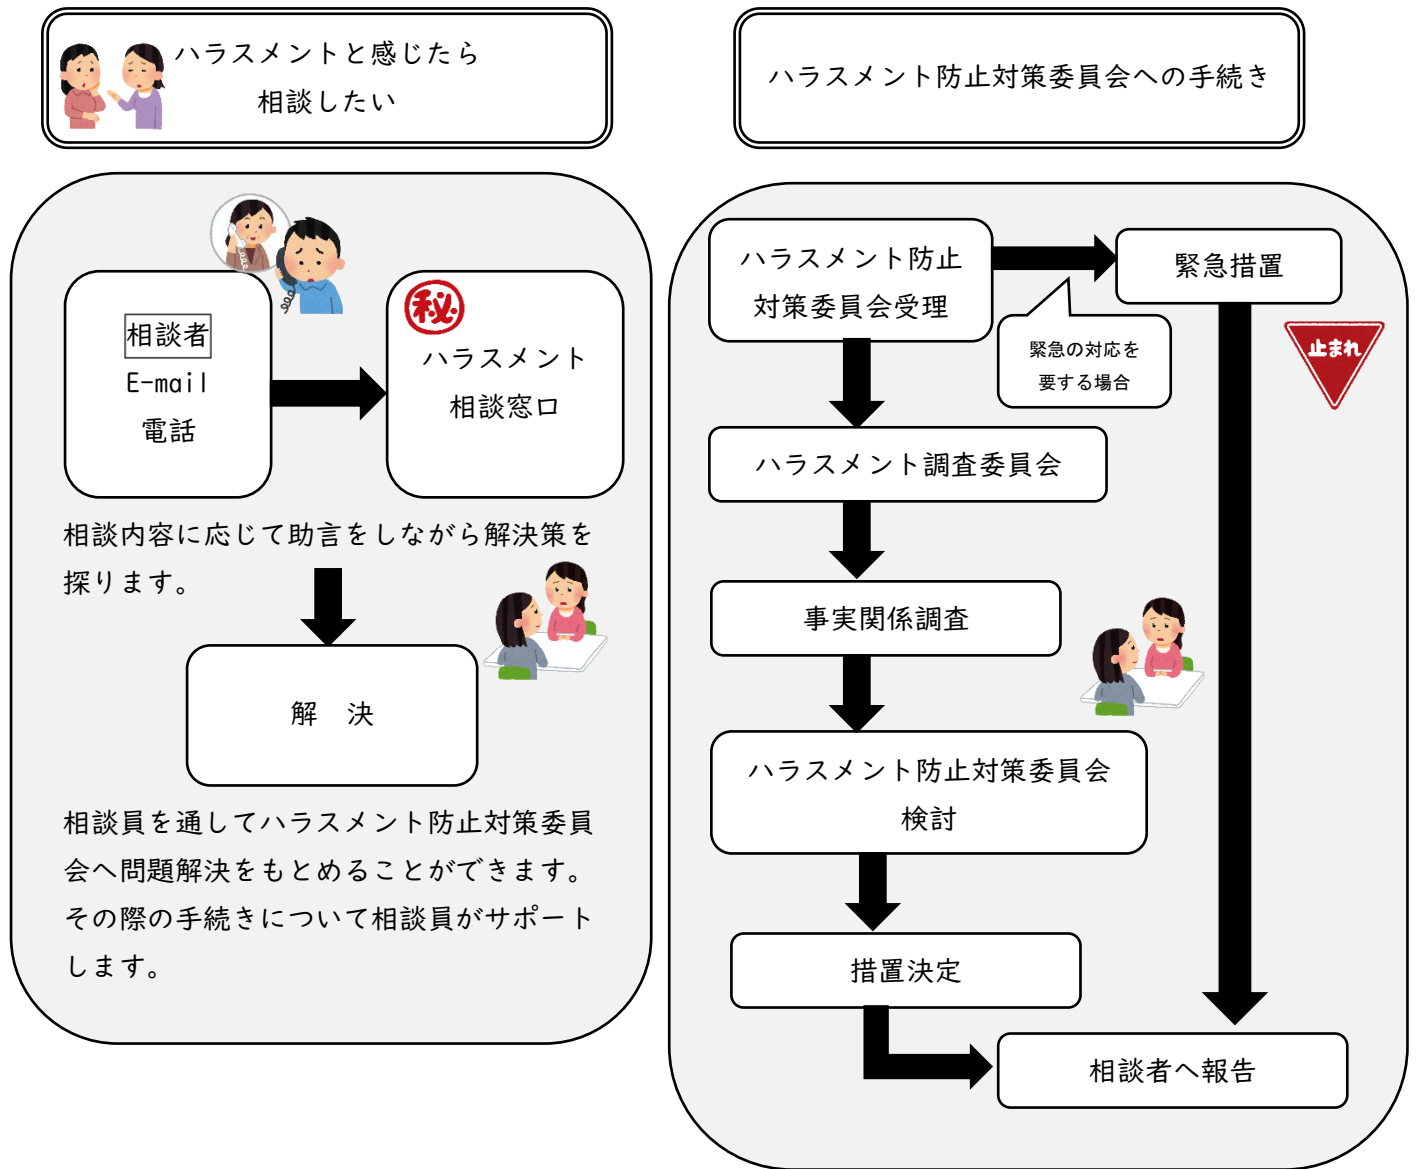 ハラスメントと感じたら
相談したい
相談者
E-mail
電話
秘
ハラスメント
相談窓口
相談内容に応じて助言をしながら解決策を
探ります。
解　決
相談員を通してハラスメント防止対策委員
会へ問題解決をもとめることができます。
その際の手続きについて相談員がサポート
します。
ハラスメント防止対策委員会への手続き
ハラスメント防止
対策委員会受理
緊急措置
緊急の対応を
要する場合
止まれ
ハラスメント調査委員会
事実関係調査
ハラスメント防止対策委員会
検討
措置決定
相談者へ報告